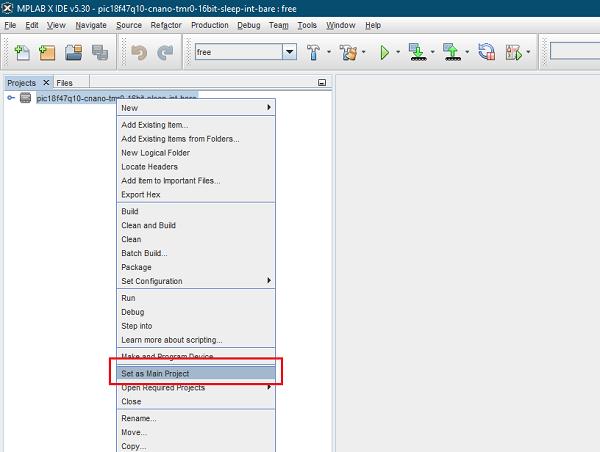 MPLAB X IDE v5.30 - pic18f47q10-cnano-tmr0-16bit-sleep-int-bare : free
File Edit View Navigate Source Refactor Production Debug Team Tools Window Help
free
Projects Files
pic18f47q10-cnano-tmr0-16bit-sleep-int-bare
New
Add Existing Item...
Add Existing Items from Folders...
New Logical Folder
Locate Headers
Add Item to Important Files...
Export Hex
Build
Clean and Build
Clean
Batch Build...
Package
Set Configuration
Run
Debug
Step into
Learn more about scripting...
Make and Program Device
Set as Main Project
Open Required Projects
Close
Rename...
Move...
Copy...